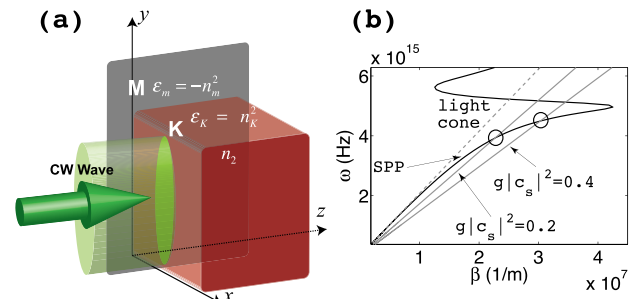 (a)
y
M ε_m = −n_m^2
K ε_K = n_K^2
n_2
CW Wave
z
x
(b)
x 10^15
6
4
2
ω (Hz)
light
cone
SPP
g|c_s|^2=0.4
g|c_s|^2=0.2
1 2 3 4
β (1/m)
x 10^7